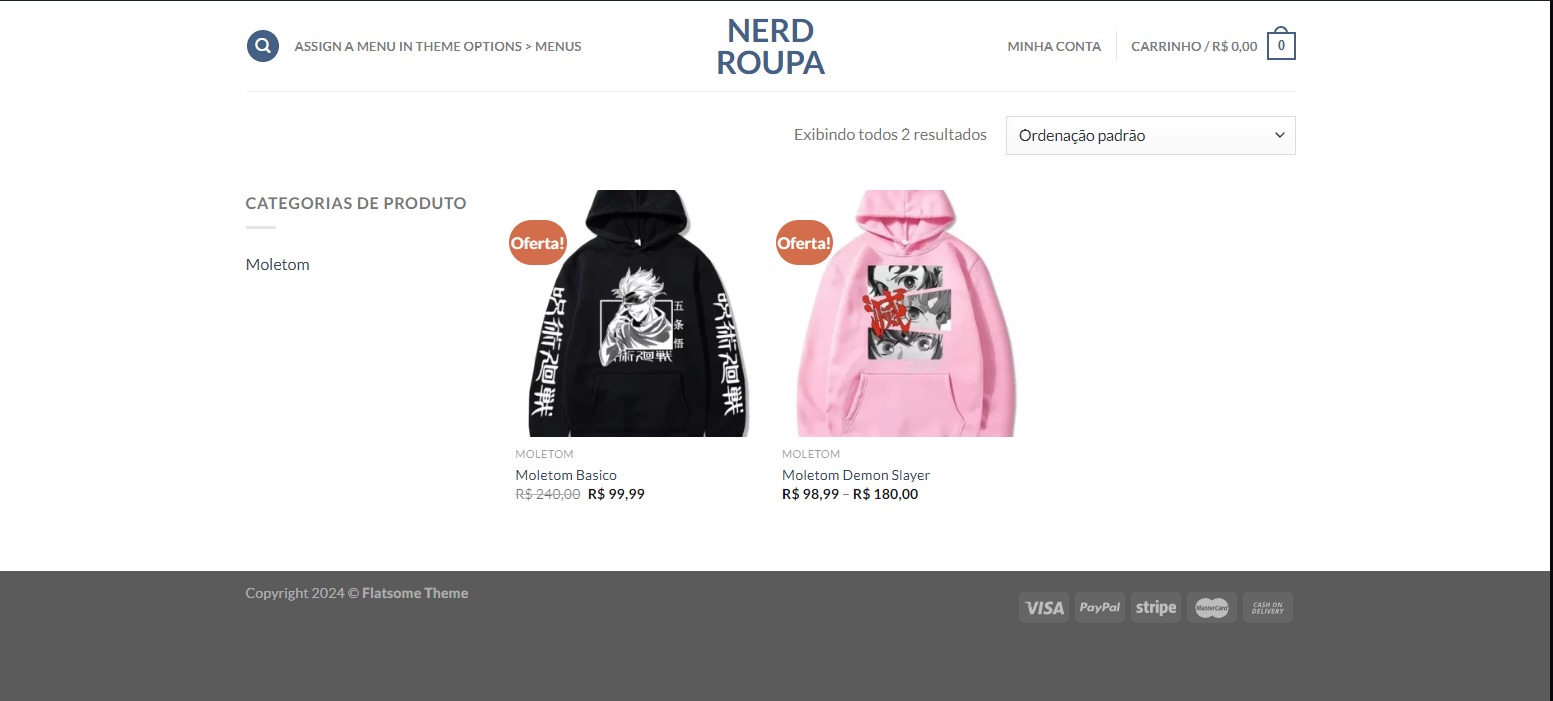 ASSIGN A MENU IN THEME OPTIONS > MENUS
NERD
ROUPA
MINHA CONTA
CARRINHO / R$ 0,00
0
Exibindo todos 2 resultados
Ordenação padrão
CATEGORIAS DE PRODUTO
Moletom
Oferta!
呪術廻戦
五条悟
術廻戦
呪術廻戦
Oferta!
滅
MOLETOM
Moletom Basico
R$ 240,00 R$ 99,99
MOLETOM
Moletom Demon Slayer
R$ 98,99 – R$ 180,00
Copyright 2024 © Flatsome Theme
VISA
PayPal
stripe
MasterCard
CASH ON
DELIVERY